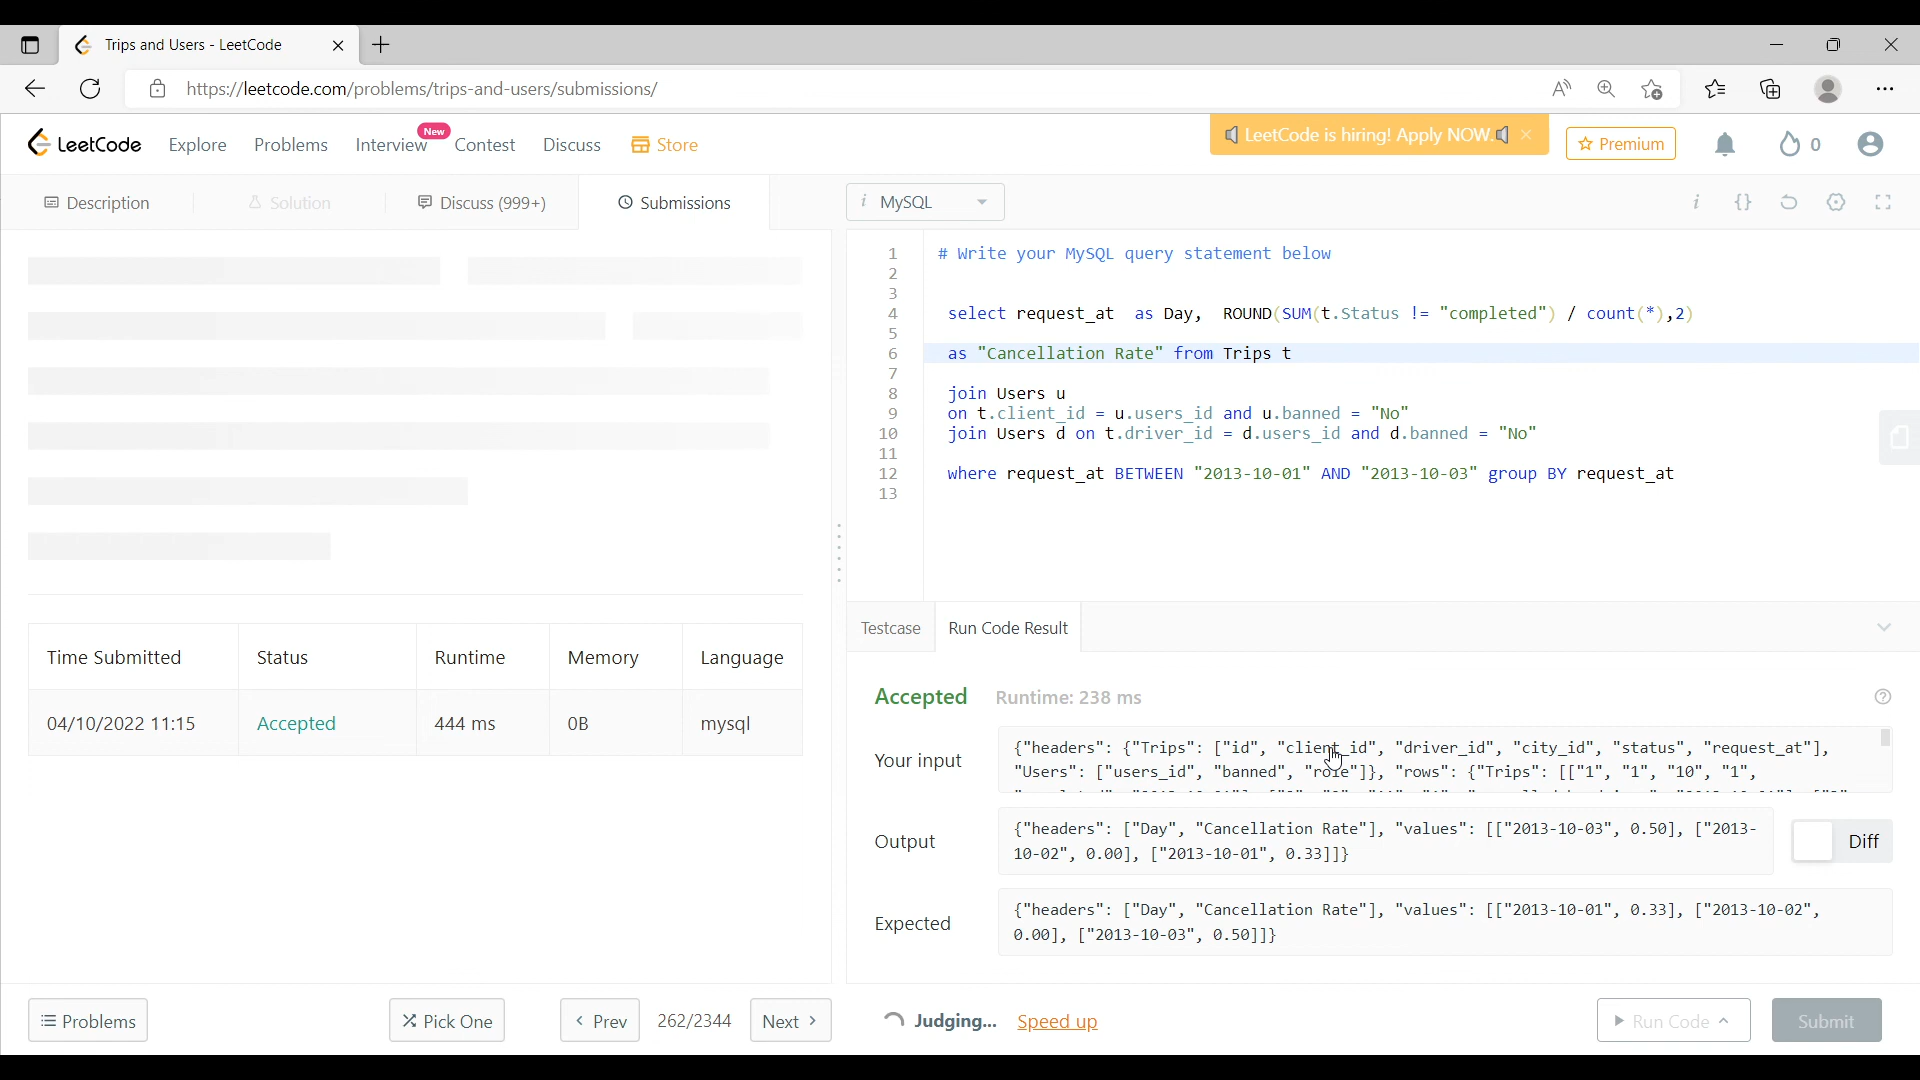 Trips and Users - LeetCode
https://leetcode.com/problems/trips-and-users/submissions/
LeetCode
Explore
Problems
Interview
New
Contest
Discuss
Store
LeetCode is hiring! Apply NOW.
Premium
0
Description
Solution
Discuss (999+)
Submissions
i MySQL
i
{}
1 # Write your MySQL query statement below
2
3
4 select request_at as Day, ROUND(SUM(t.Status != "completed") / count(*),2)
5
6 as "Cancellation Rate" from Trips t
7
8 join Users u
9 on t.client_id = u.users_id and u.banned = "No"
10 join Users d on t.driver_id = d.users_id and d.banned = "No"
11
12 where request_at BETWEEN "2013-10-01" AND "2013-10-03" group BY request_at
13
Time Submitted Status Runtime Memory Language
04/10/2022 11:15 Accepted 444 ms 0B mysql
Testcase
Run Code Result
Accepted Runtime: 238 ms
Your input
{"headers": {"Trips": ["id", "client_id", "driver_id", "city_id", "status", "request_at"],
"Users": ["users_id", "banned", "role"]}, "rows": {"Trips": [["1", "1", "10", "1",
Output
{"headers": ["Day", "Cancellation Rate"], "values": [["2013-10-03", 0.50], ["2013-
10-02", 0.00], ["2013-10-01", 0.33]]}
Diff
Expected
{"headers": ["Day", "Cancellation Rate"], "values": [["2013-10-01", 0.33], ["2013-10-02",
0.00], ["2013-10-03", 0.50]]}
Problems
Pick One
Prev
262/2344
Next
Judging...
Speed up
Run Code
Submit